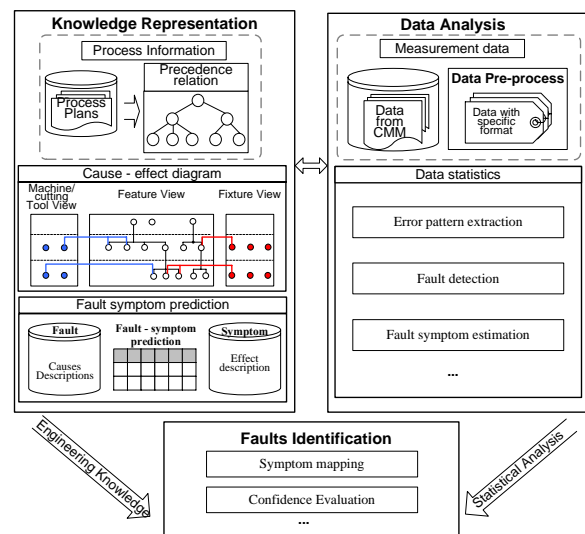 Knowledge Representation
Process Information
Process
Plans
Precedence
relation
Cause - effect diagram
Machine/
cutting
Tool View
Feature View
Fixture View
Fault symptom prediction
Fault
Causes
Descriptions
Fault - symptom
prediction
Symptom
Effect
description
Data Analysis
Measurement data
Data
from
CMM
Data Pre-process
Data with
specific
format
Data statistics
Error pattern extraction
Fault detection
Fault symptom estimation
...
Engineering Knowledge
Statistical Analysis
Faults Identification
Symptom mapping
Confidence Evaluation
...